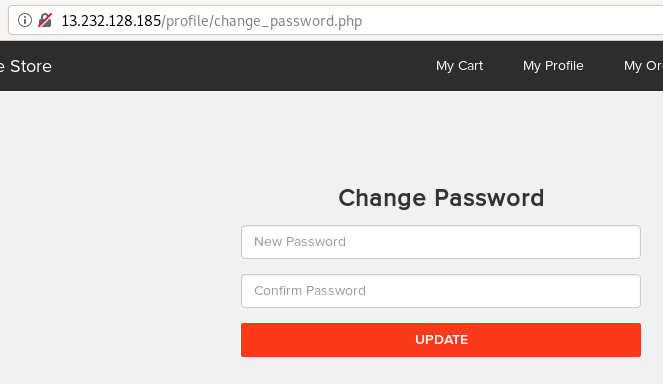 13.232.128.185/profile/change_password.php
e Store My Cart My Profile My Or
Change Password
New Password
Confirm Password
UPDATE